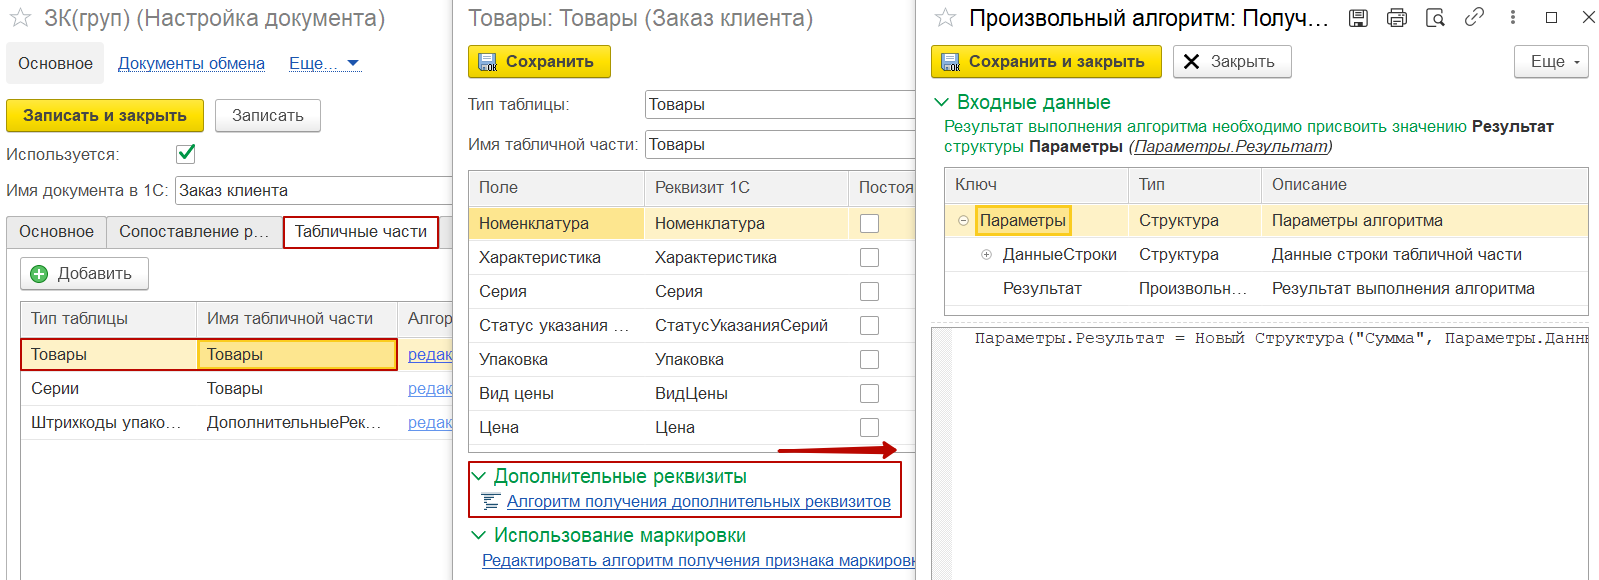 ЗК(груп) (Настройка документа)
Основное Документы обмена Еще...
Записать и закрыть Записать
Используется:
Имя документа в 1С: Заказ клиента
Основное Сопоставление р... Табличные части
Добавить
Тип таблицы Имя табличной части Алгор
Товары Товары редак
Серии Товары редак
Штрихкоды упако... ДополнительныеРек... редак
Товары: Товары (Заказ клиента)
Сохранить
Тип таблицы: Товары
Имя табличной части: Товары
Поле Реквизит 1С Постоя
Номенклатура Номенклатура
Характеристика Характеристика
Серия Серия
Статус указания ... СтатусУказанияСерий
Упаковка Упаковка
Вид цены ВидЦены
Цена Цена
Дополнительные реквизиты
Алгоритм получения дополнительных реквизитов
Использование маркировки
Редактировать алгоритм получения признака маркировк
Произвольный алгоритм: Получ...
Сохранить и закрыть Закрыть Еще
Входные данные
Результат выполнения алгоритма необходимо присвоить значению Результат
структуры Параметры (Параметры.Результат)
Ключ Тип Описание
Параметры Структура Параметры алгоритма
ДанныеСтроки Структура Данные строки табличной части
Результат Произвольн... Результат выполнения алгоритма
Параметры.Результат = Новый Структура("Сумма", Параметры.Данны